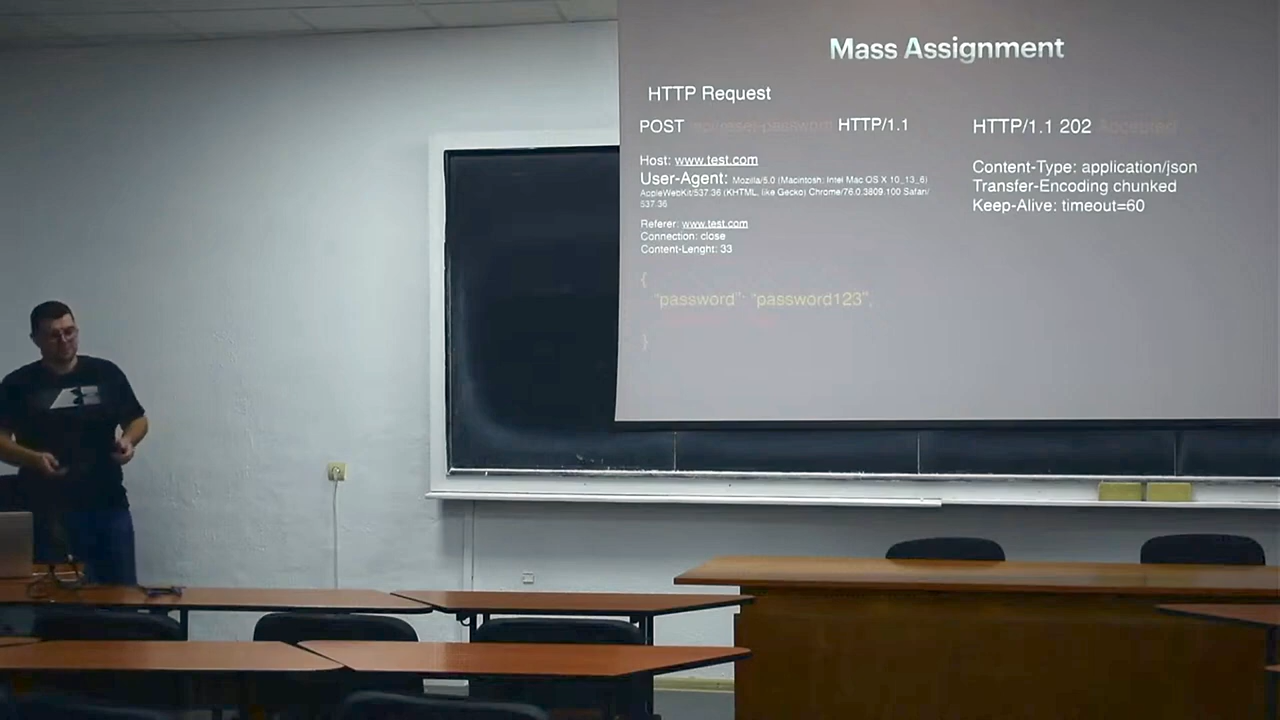 Mass Assignment
HTTP Request
POST HTTP/1.1
Host: www.test.com
User-Agent: Mozilla/5.0 (Macintosh; Intel Mac OS X 10_13_6)
AppleWebKit/537.36 (KHTML, like Gecko) Chrome/76.0.3809.100 Safari/
537.36
Referer: www.test.com
Connection: close
Content-Lenght: 33
{
"password": "password123",
}
HTTP/1.1 202 Accepted
Content-Type: application/json
Transfer-Encoding chunked
Keep-Alive: timeout=60